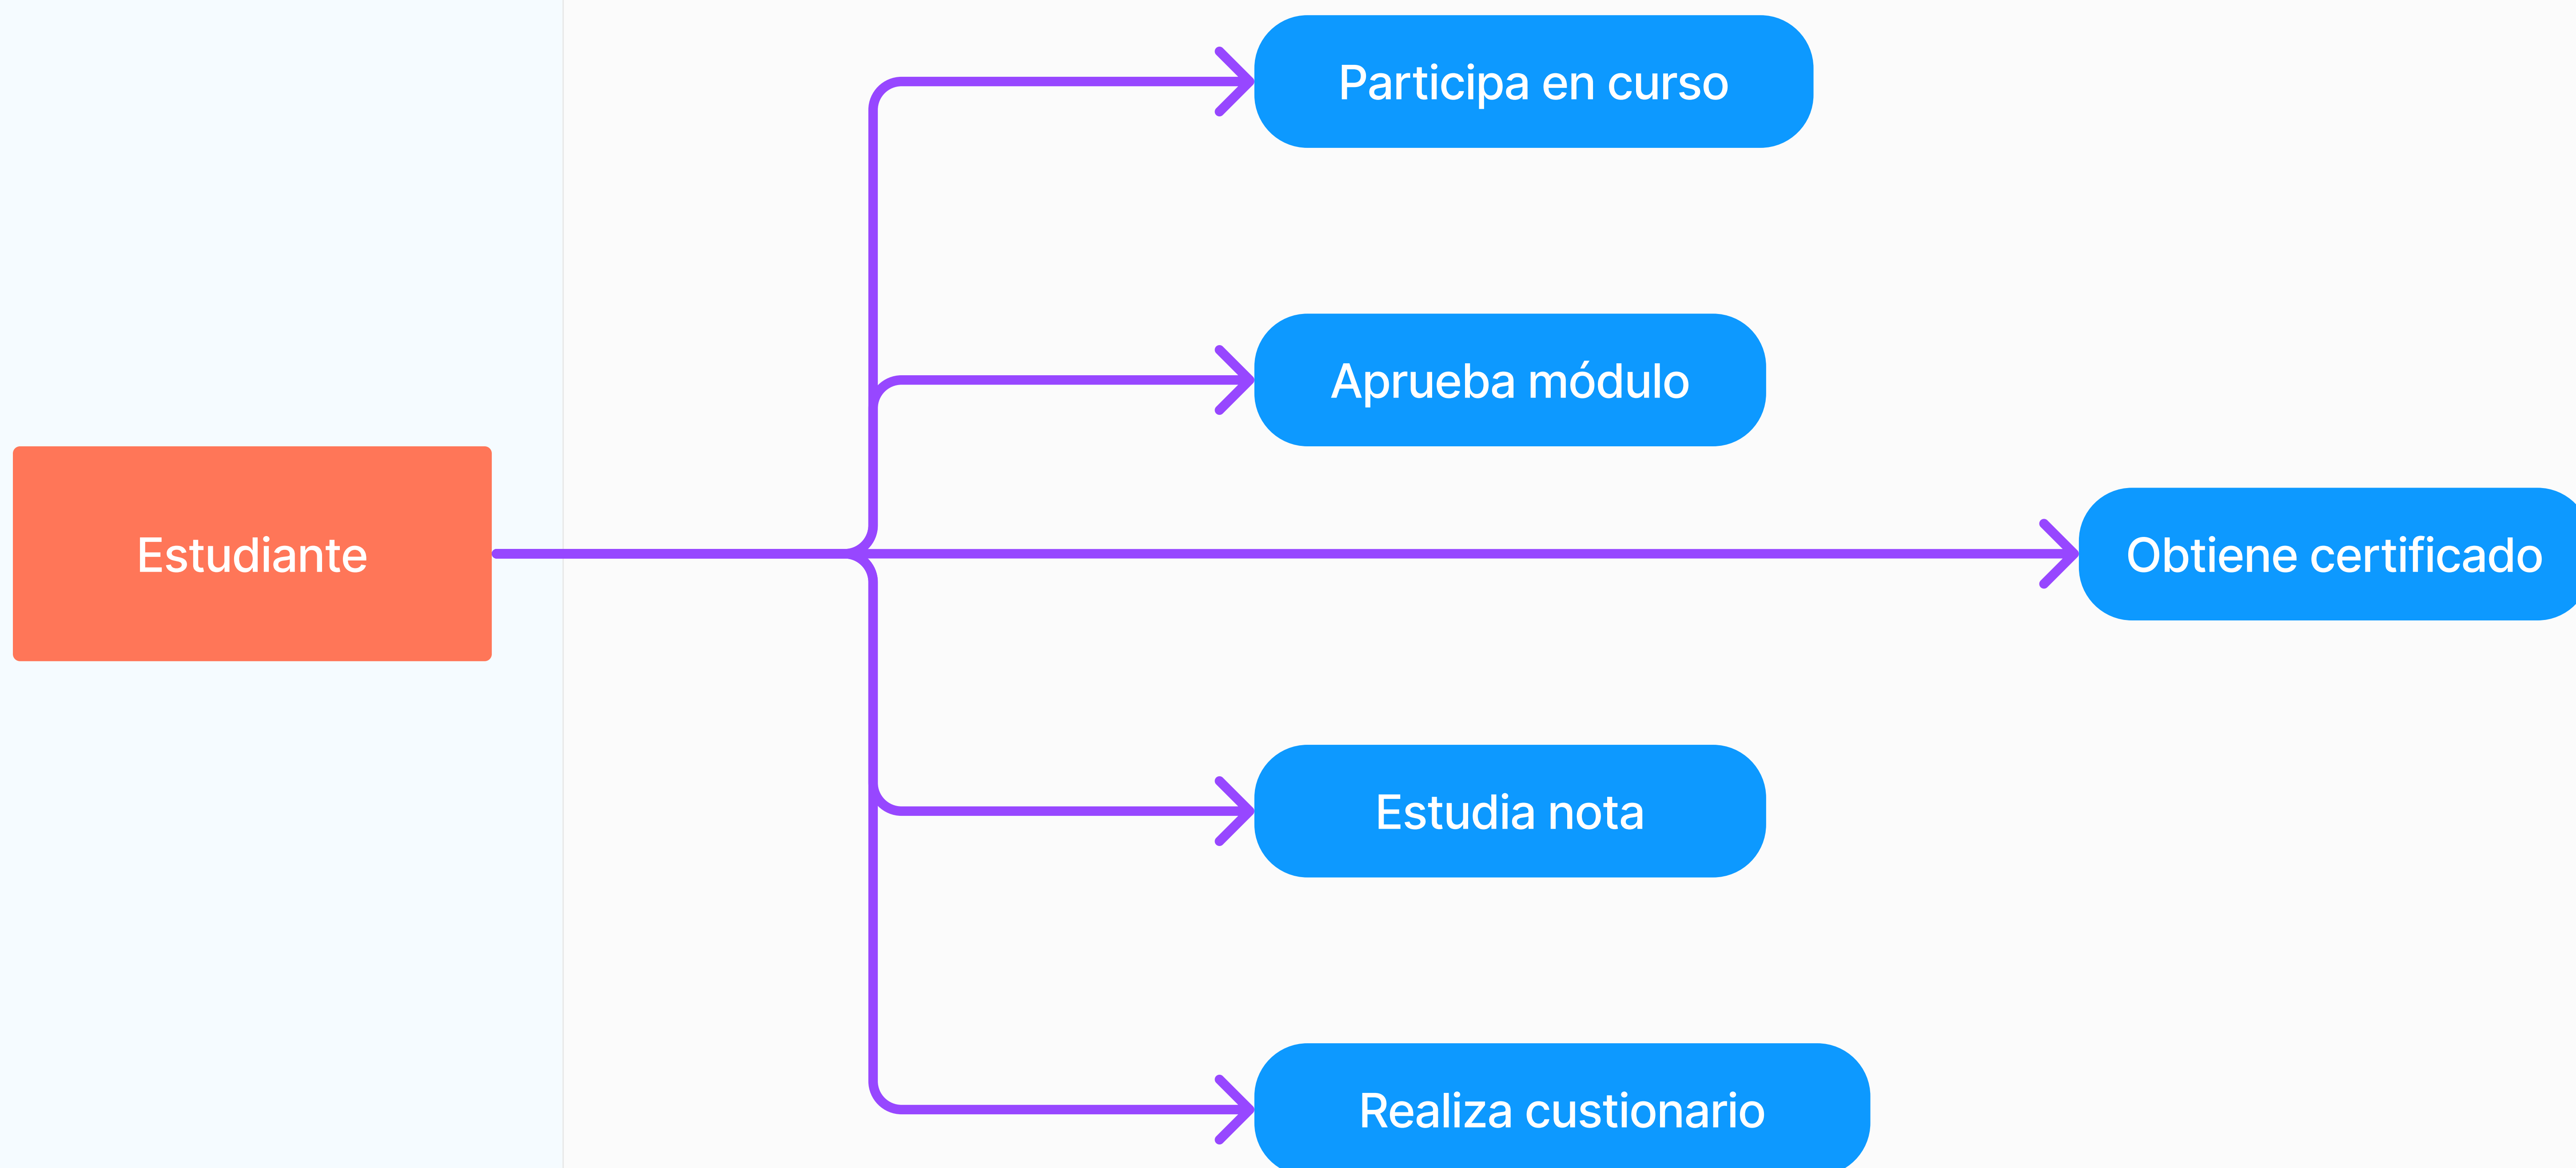 Participa en curso
Aprueba módulo
Estudiante
Obtiene certificado
Estudia nota
Realiza custionario